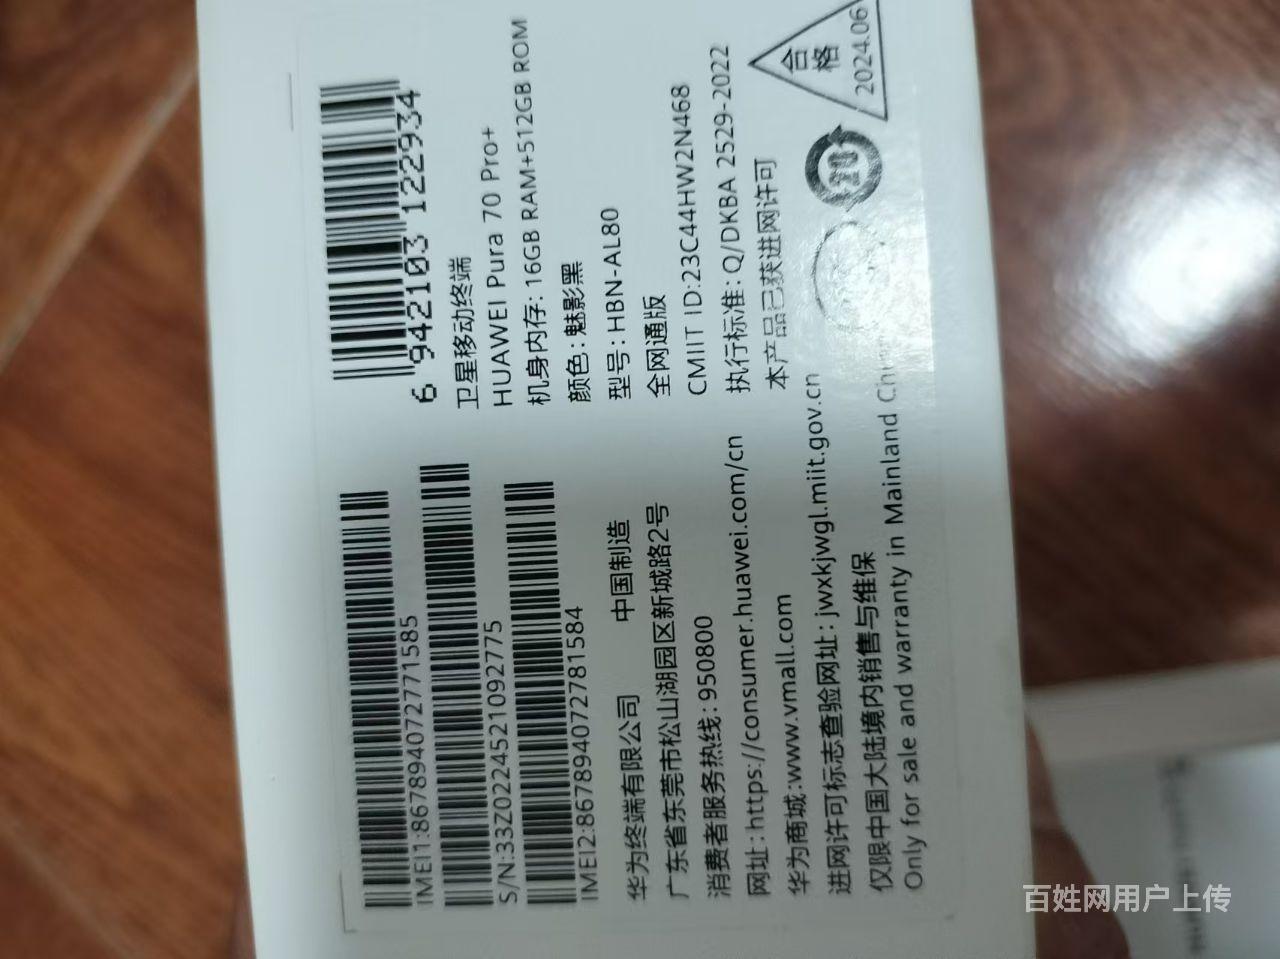 IMEI1:867894072771585
S/N:33Z0224521092775
IMEI2:867894072781584
华为终端有限公司 中国制造
广东省东莞市松山湖园区新城路2号
消费者服务热线:950800
网址:https://consumer.huawei.com/cn
华为商城:www.vmall.com
进网许可标志查验网址:jwxkjwgl.miit.gov.cn
仅限中国大陆境内销售与维保
Only for sale and warranty in Mainland China
6 942103 122934
卫星移动终端
HUAWEI Pura 70 Pro+
机身内存: 16GB RAM+512GB ROM
颜色: 魅影黑
型号: HBN-AL80
全网通版
CMIIT ID:23C44HW2N468
执行标准: Q/DKBA 2529-2022
本产品已获进网许可
20
合格
2024.06
百姓网用户上传